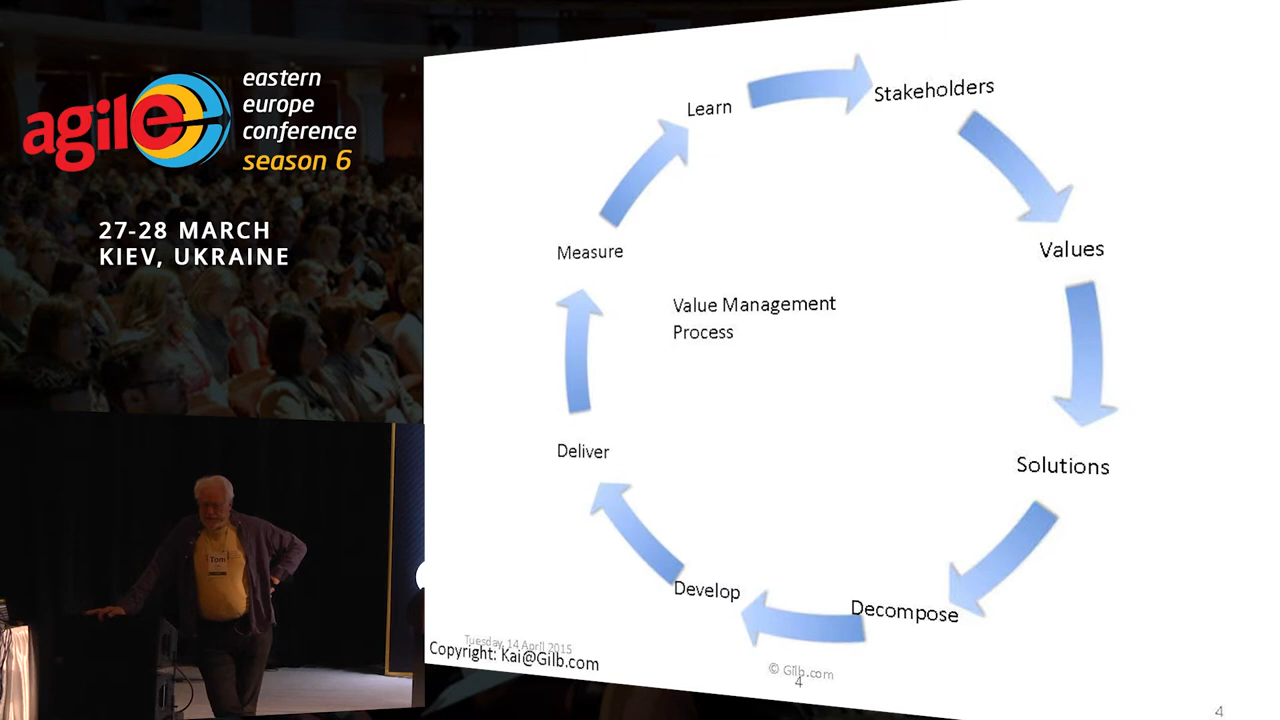 agile
eastern
europe
conference
season 6
27-28 MARCH
KIEV, UKRAINE
Tom
Learn
Stakeholders
Measure
Values
Value Management
Process
Deliver
Solutions
Develop
Decompose
Tuesday, 14 April 2015
Copyright: Kai@Gilb.com
© Gilb.com
4
4